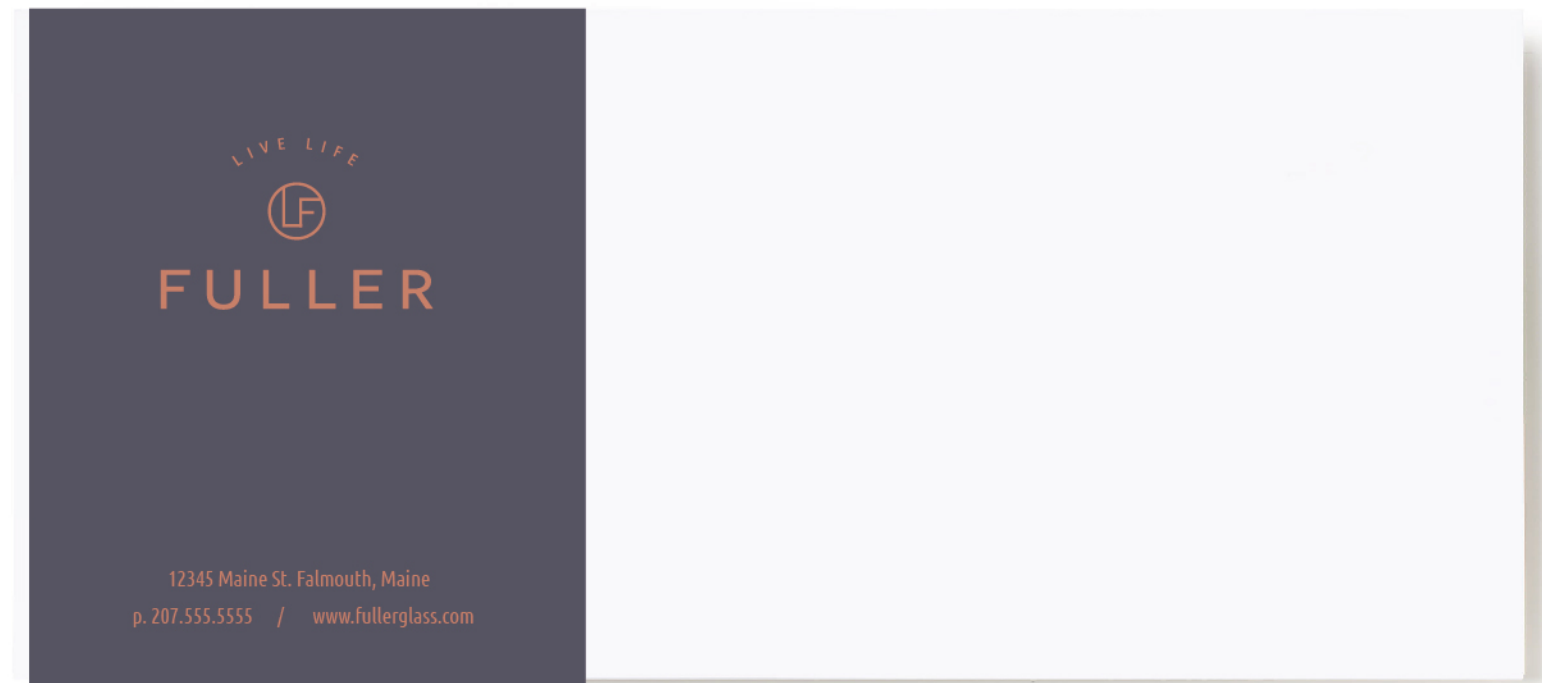 LIVE LIFE
LF
FULLER
12345 Maine St. Falmouth, Maine
p. 207.555.5555 / www.fullerglass.com